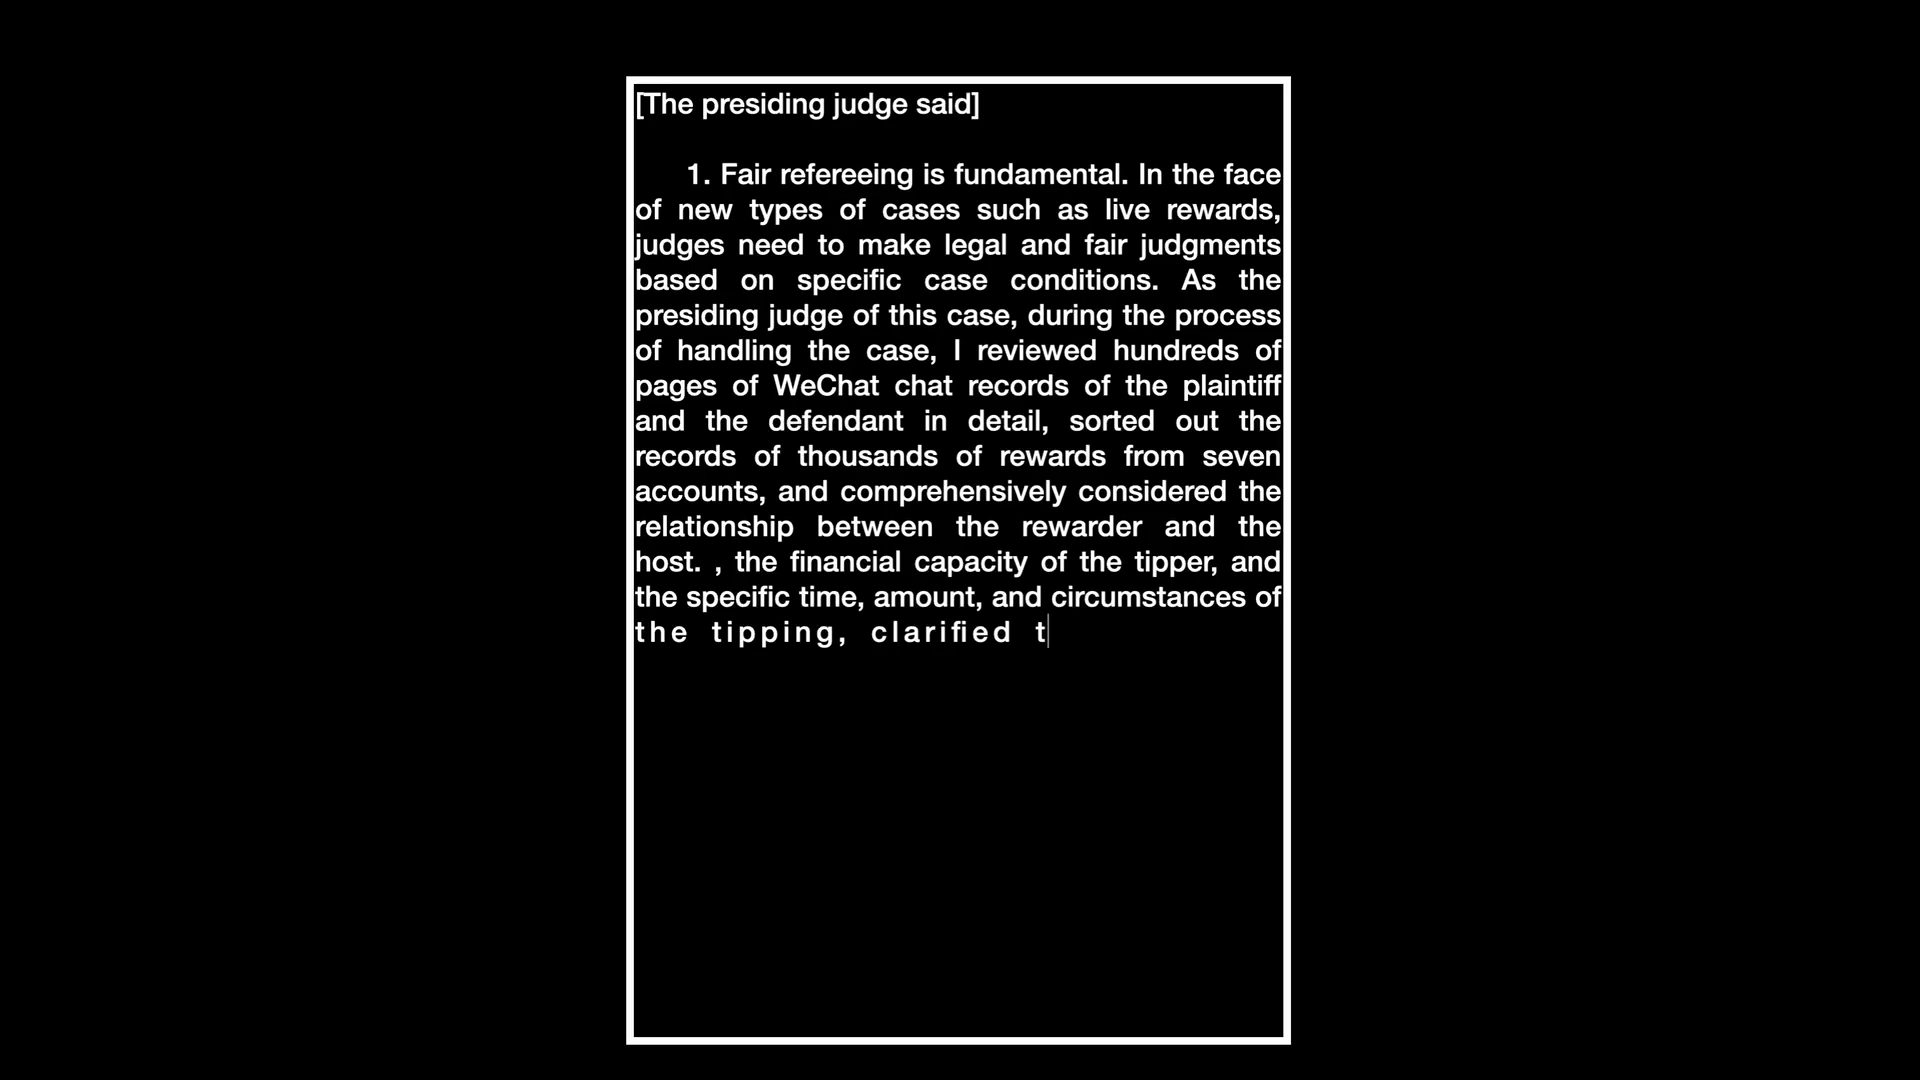 [The presiding judge said]
1. Fair refereeing is fundamental. In the face
of new types of cases such as live rewards,
judges need to make legal and fair judgments
based on specific case conditions. As the
presiding judge of this case, during the process
of handling the case, I reviewed hundreds of
pages of WeChat chat records of the plaintiff
and the defendant in detail, sorted out the
records of thousands of rewards from seven
accounts, and comprehensively considered the
relationship between the rewarder and the
host. , the financial capacity of the tipper, and
the specific time, amount, and circumstances of
the tipping, clarified t